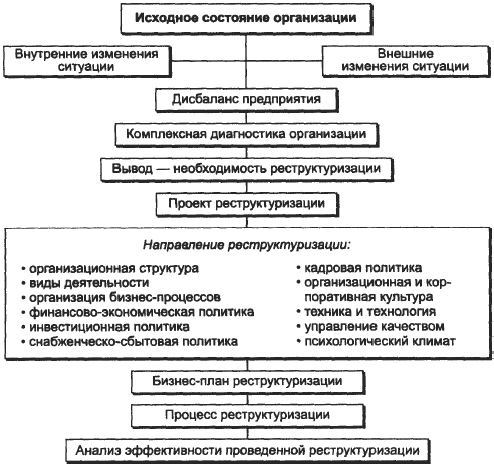 Исходное состояние организации
Внутренние изменения
ситуации
Внешние
изменения ситуации
Дисбаланс предприятия
Комплексная диагностика организации
Вывод — необходимость реструктуризации
Проект реструктуризации
Направление реструктуризации:
• организационная структура
• виды деятельности
• организация бизнес-процессов
• финансово-экономическая политика
• инвестиционная политика
• снабженческо-сбытовая политика
• кадровая политика
• организационная и кор-
поративная культура
• техника и технология
• управление качеством
• психологический климат
Бизнес-план реструктуризации
Процесс реструктуризации
Анализ эффективности проведенной реструктуризации